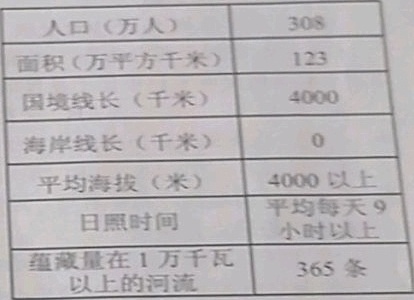 人口（万人） 308
面积（万平方千米） 123
国境线长（千米） 4000
海岸线长（千米） 0
平均海拔（米） 4000 以上
日照时间 平均每天 9
小时以上
蕴藏量在 1 万千瓦
以上的河流 365 条